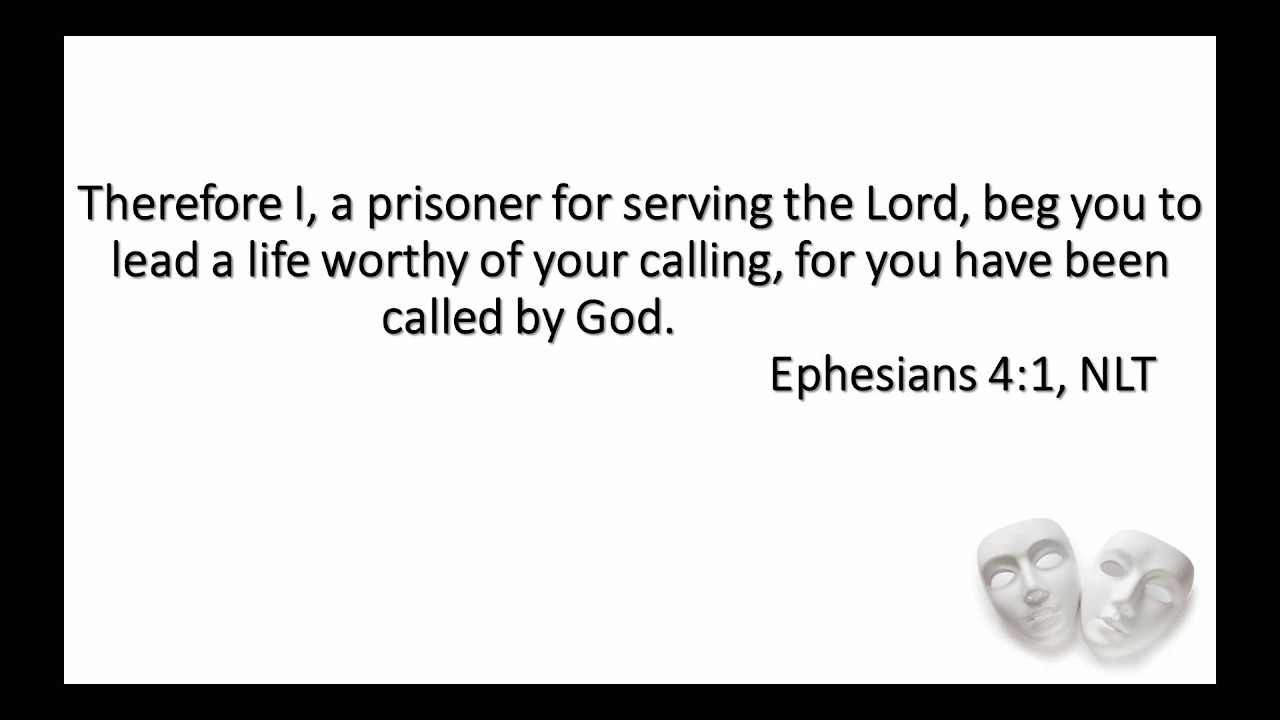 Therefore I, a prisoner for serving the Lord, beg you to
lead a life worthy of your calling, for you have been
called by God.
Ephesians 4:1, NLT